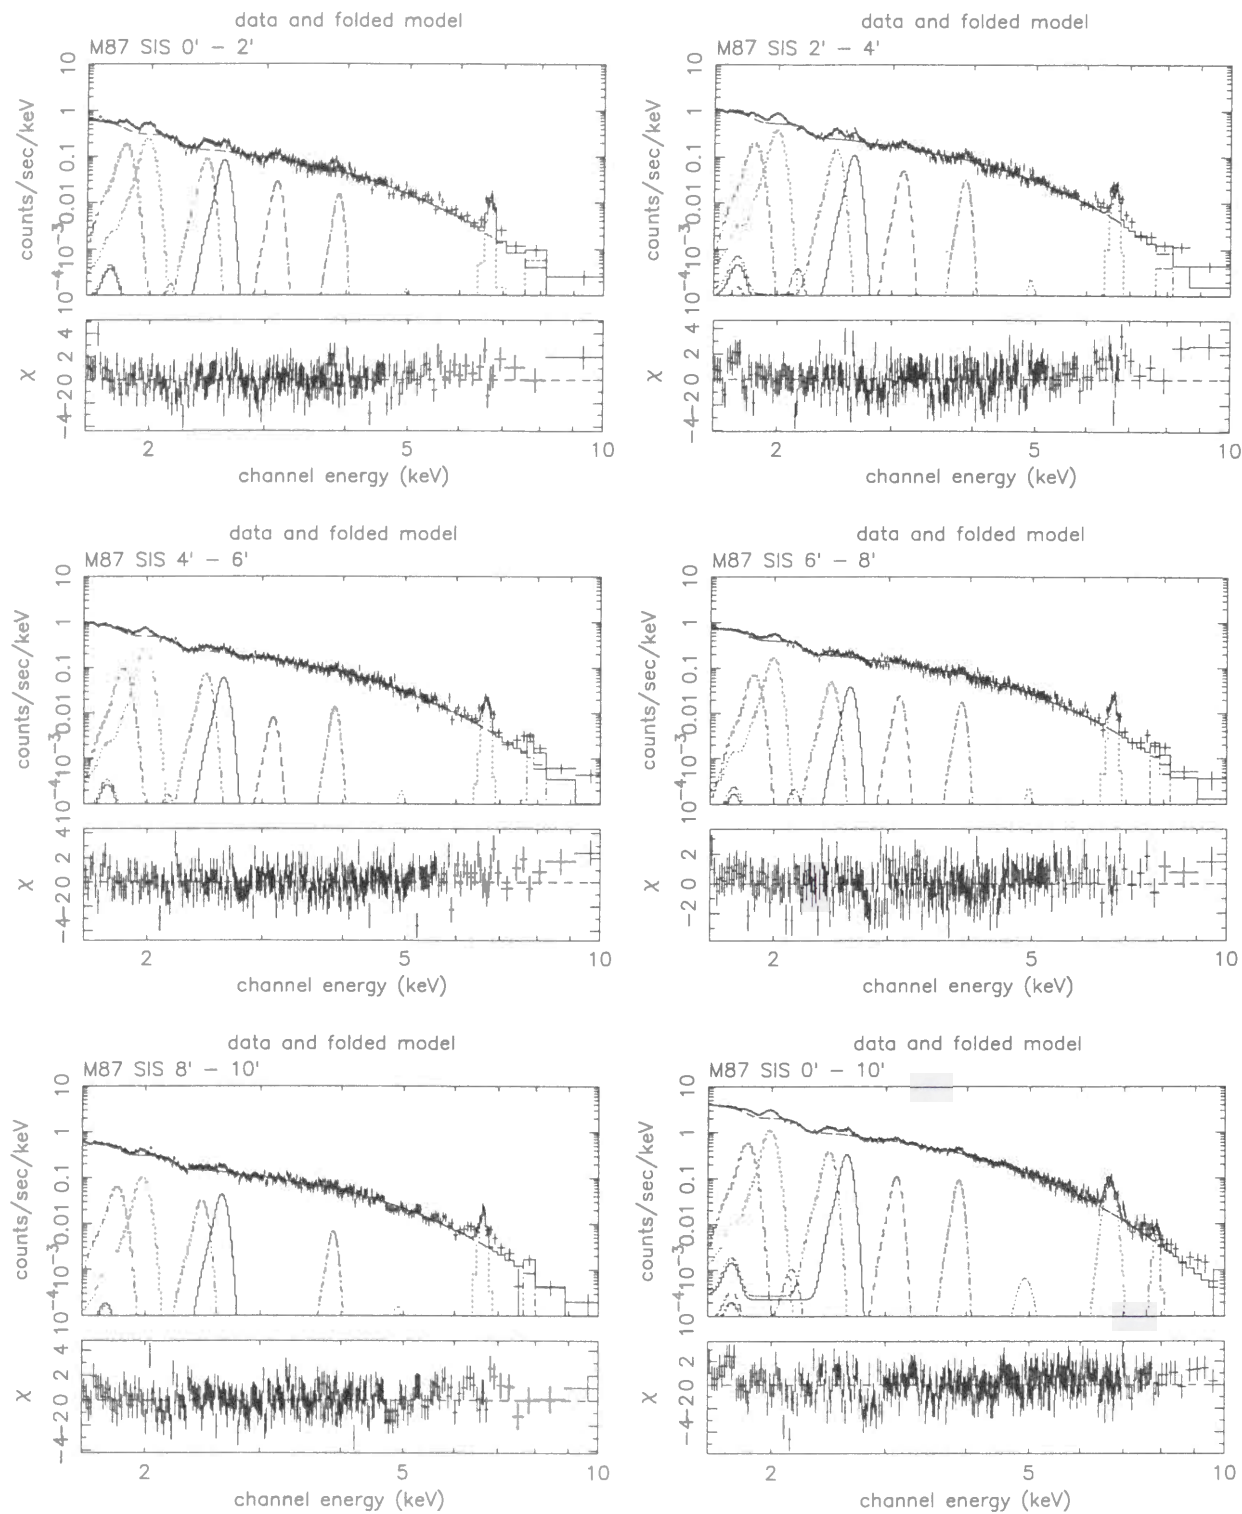 data and folded model
M87 SIS 0' – 2'
counts/sec/keV
10
1
0.1
0.01
10⁻³
10⁻⁴
χ
4
2
0
−2
−4
2
5
10
channel energy (keV)
data and folded model
M87 SIS 2' – 4'
counts/sec/keV
10
1
0.1
0.01
10⁻³
10⁻⁴
χ
4
2
0
−2
−4
2
5
10
channel energy (keV)
data and folded model
M87 SIS 4' – 6'
counts/sec/keV
10
1
0.1
0.01
10⁻³
10⁻⁴
χ
4
2
0
−2
−4
2
5
10
channel energy (keV)
data and folded model
M87 SIS 6' – 8'
counts/sec/keV
10
1
0.1
0.01
10⁻³
10⁻⁴
χ
2
0
−2
2
5
10
channel energy (keV)
data and folded model
M87 SIS 8' – 10'
counts/sec/keV
10
1
0.1
0.01
10⁻³
10⁻⁴
χ
4
2
0
−2
−4
2
5
10
channel energy (keV)
data and folded model
M87 SIS 0' – 10'
counts/sec/keV
10
1
0.1
0.01
10⁻³
10⁻⁴
χ
2
0
−2
−4
2
5
10
channel energy (keV)